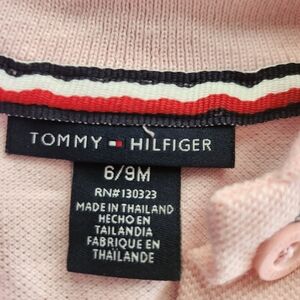 TOMMY HILFIGER
6/9M
RN#130323
MADE IN THAILAND
HECHO EN
TAILANDIA
FABRIQUE EN
THAILANDE